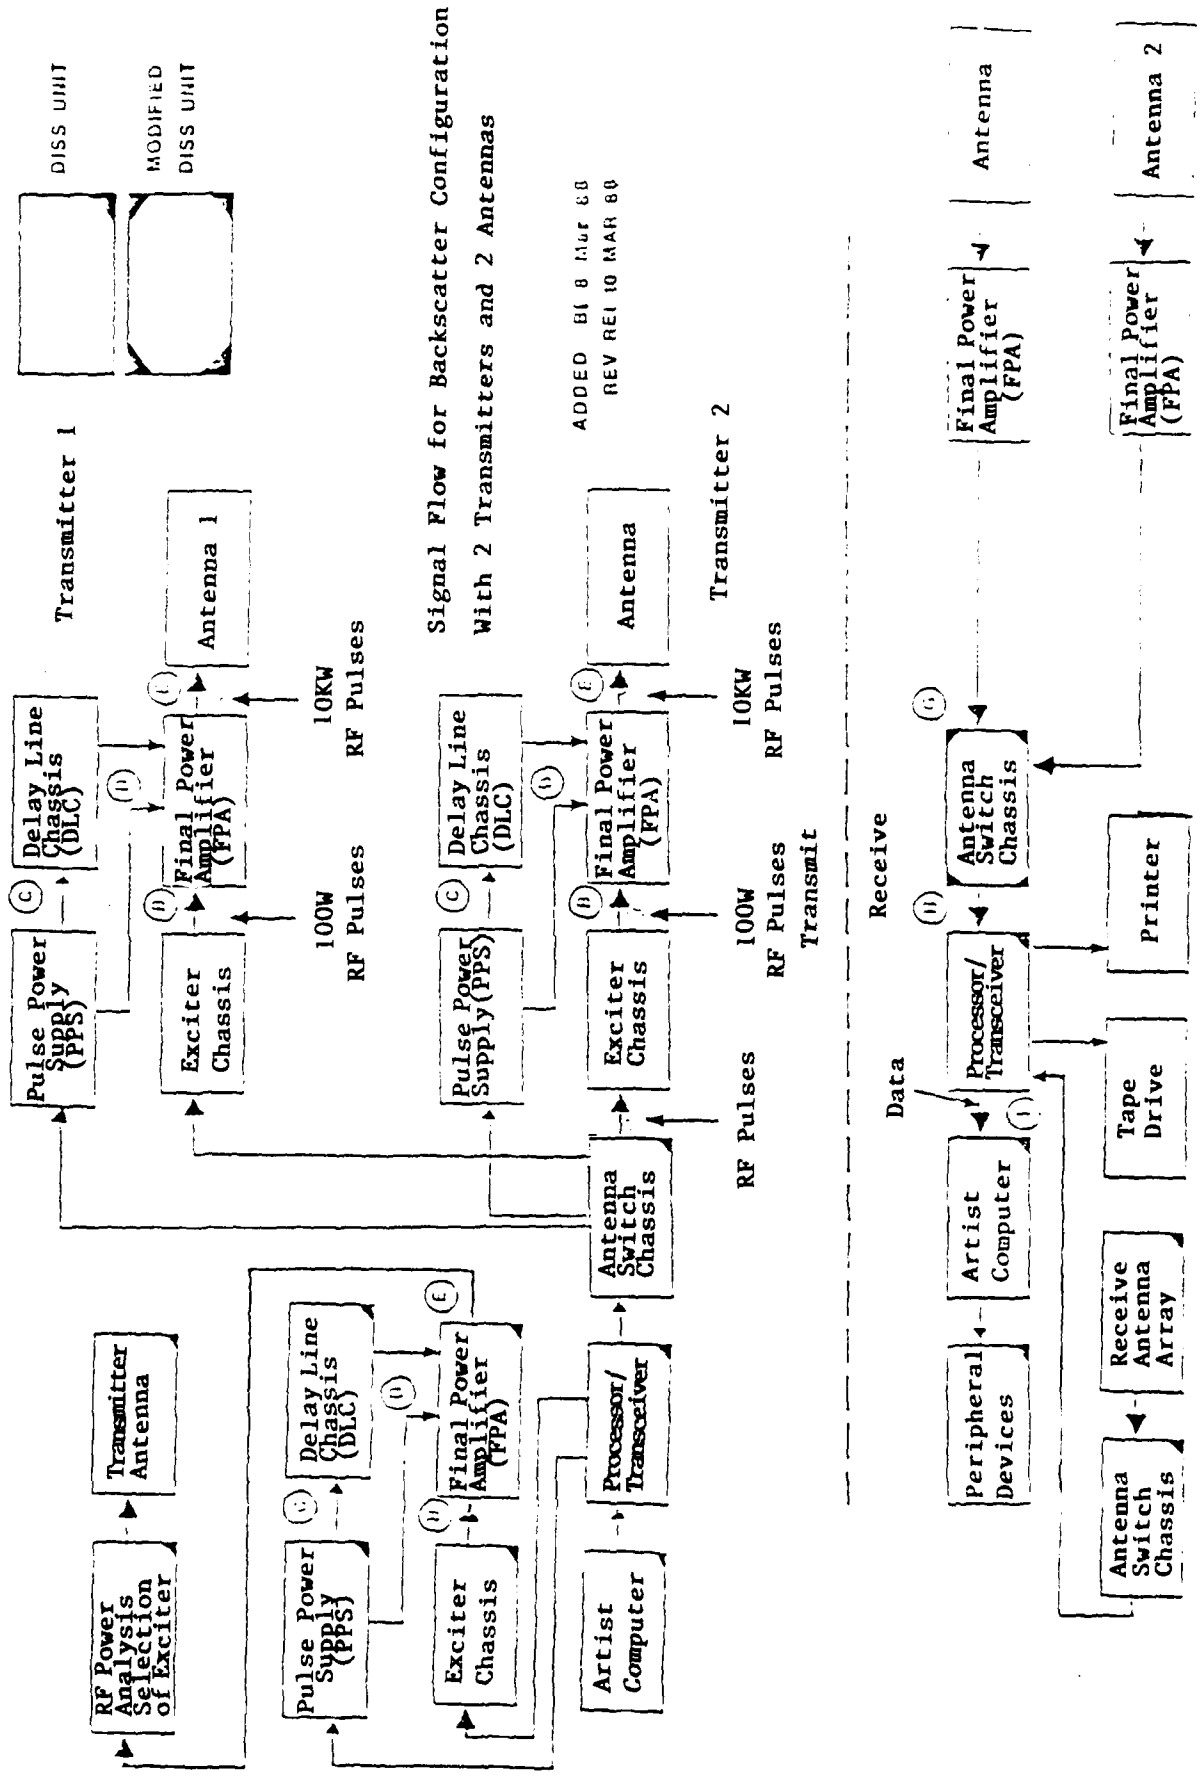 DISS UNIT
MODIFIED
DISS UNIT
Signal Flow for Backscatter Configuration
With 2 Transmitters and 2 Antennas
REV REI 10 MAR 88
Transmitter 1
Pulse Power
Supply
(PPS)
C
Delay Line
Chassis
(DLC)
D
Exciter
Chassis
B
Final Power
Amplifier
(FPA)
E
Antenna 1
100W
RF Pulses
10KW
RF Pulses
RF Power
Analysis
Selection
of Exciter
Transmitter
Antenna
Pulse Power
Supply
(PPS)
Delay Line
Chassis
(DLC)
Exciter
Chassis
Final Power
Amplifier
(FPA)
E
Pulse Power
Supply(PPS)
C
Delay Line
Chassis
(DLC)
D
Artist
Computer
Processor/
Transceiver
Antenna
Switch
Chassis
Exciter
Chassis
B
Final Power
Amplifier
(FPA)
E
Antenna
RF Pulses
100W
RF Pulses
10KW
RF Pulses
Transmitter 2
Transmit
Receive
Peripheral
Devices
Artist
Computer
Data
Processor/
Transceiver
H
Antenna
Switch
Chassis
G
Final Power
Amplifier
(FPA)
Antenna
Antenna
Switch
Chassis
Receive
Antenna
Array
Tape
Drive
Printer
Final Power
Amplifier
(FPA)
Antenna 2